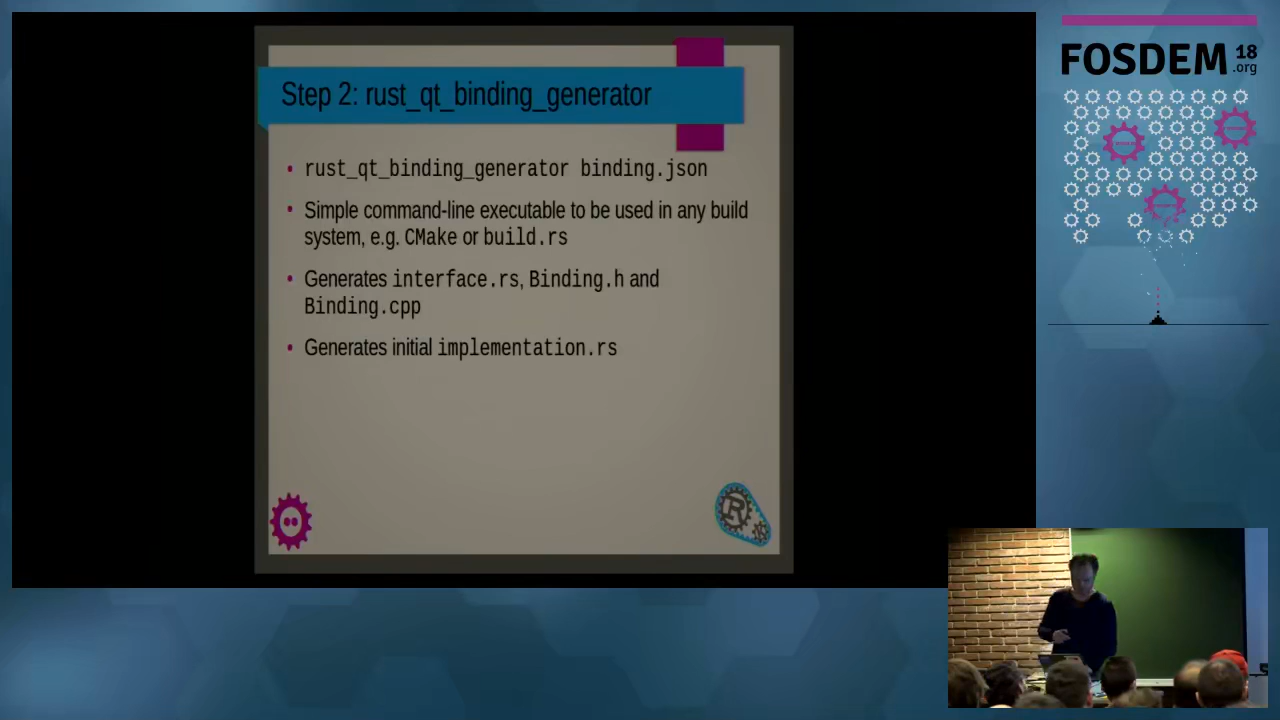 FOSDEM 18
.org
Step 2: rust_qt_binding_generator
• rust_qt_binding_generator binding.json
• Simple command-line executable to be used in any build
system, e.g. CMake or build.rs
• Generates interface.rs, Binding.h and
Binding.cpp
• Generates initial implementation.rs
R